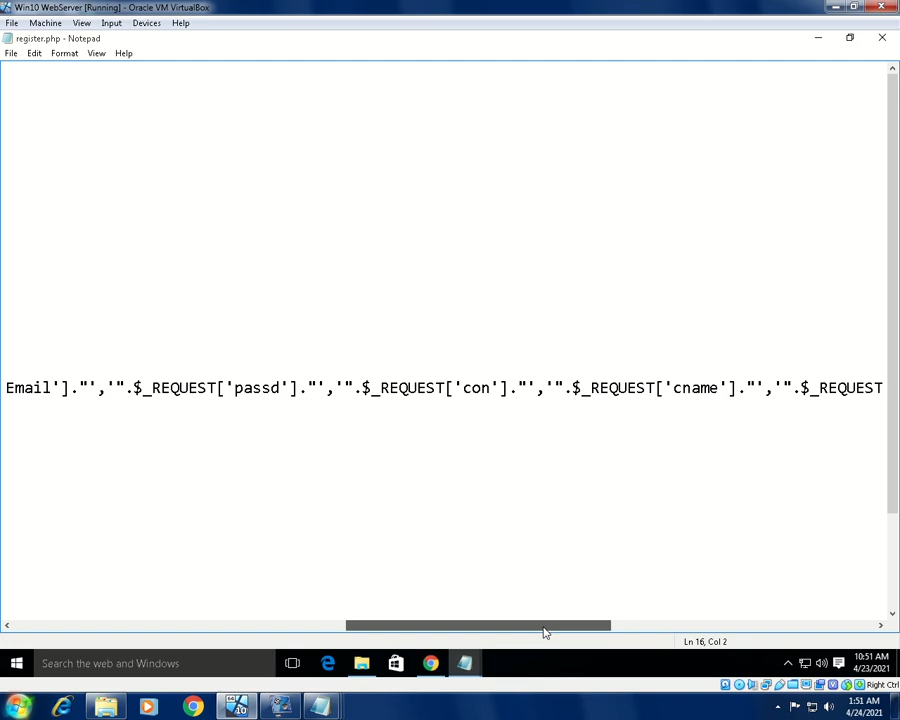 Win10 WebServer [Running] - Oracle VM VirtualBox
File Machine View Input Devices Help
register.php - Notepad
File Edit Format View Help
Email']."','".$_REQUEST['passd']."','".$_REQUEST['con']."','".$_REQUEST['cname']."','".$_REQUEST
Ln 16, Col 2
Search the web and Windows
10:51 AM
4/23/2021
Right Ctrl
64
10
1:51 AM
4/24/2021